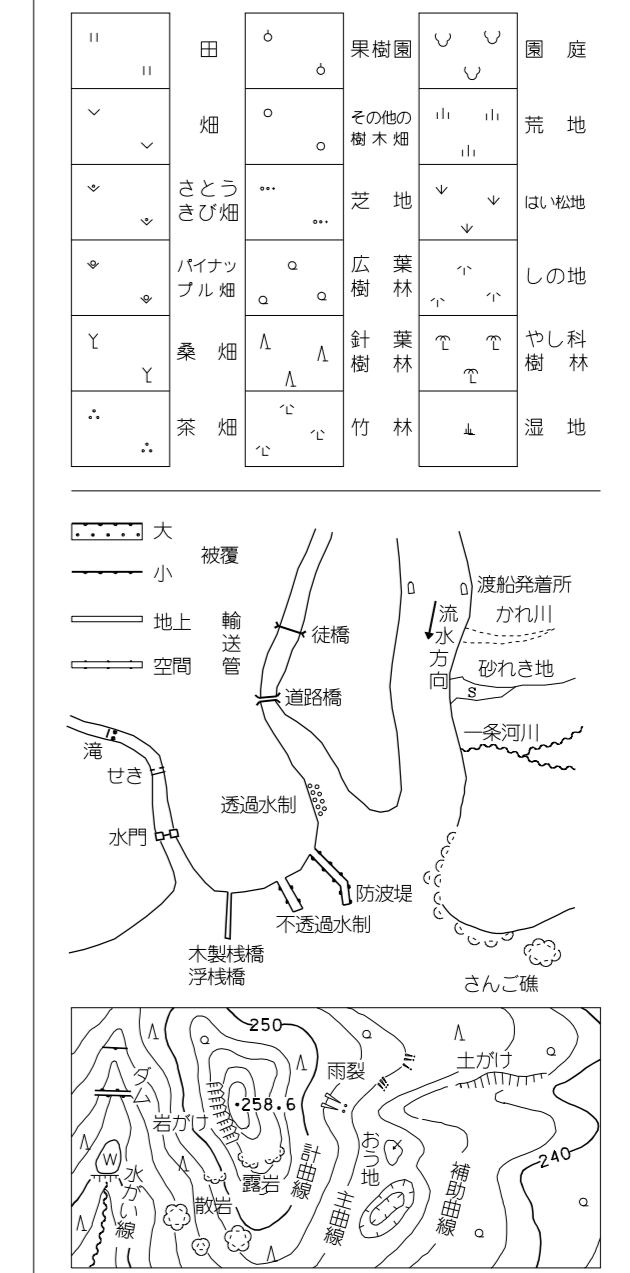 田
果樹園
園庭
畑
その他の
樹木畑
荒地
さとう
きび畑
芝地
はい松地
パイナッ
プル畑
広葉
樹林
しの地
桑畑
針葉
樹林
やし科
樹林
茶畑
竹林
湿地
大
小
被覆
地上
空間
輸送管
徒橋
道路橋
渡船発着所
流水方向
かれ川
砂れき地
S
一条河川
滝
せき
水門
透過水制
防波堤
不透過水制
木製桟橋
浮桟橋
さんご礁
250
雨裂
土がけ
ダム
岩がけ
258.6
W
水がい線
露岩
散岩
計曲線
主曲線
おう地
補助曲線
240